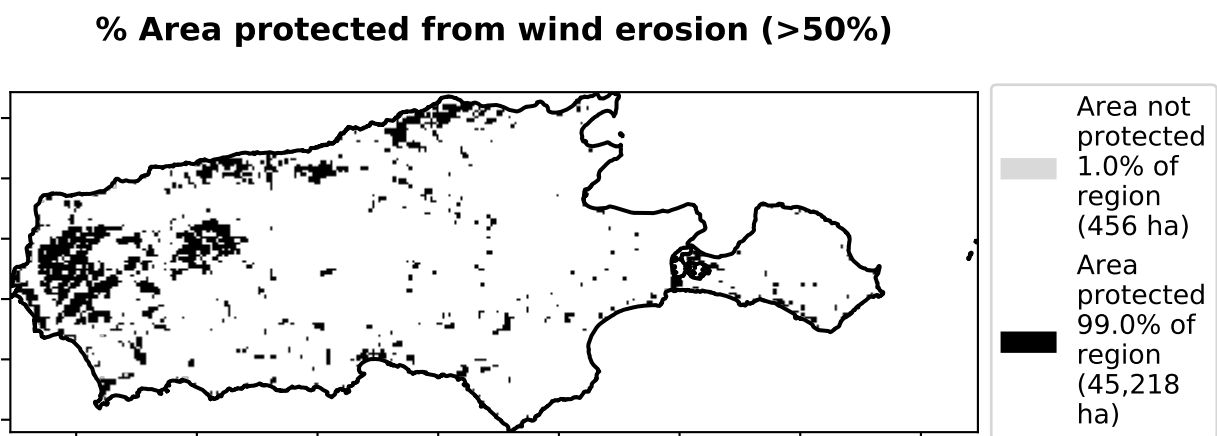 % Area protected from wind erosion (>50%)
Area not
protected
1.0% of
region
(456 ha)
Area
protected
99.0% of
region
(45,218
ha)